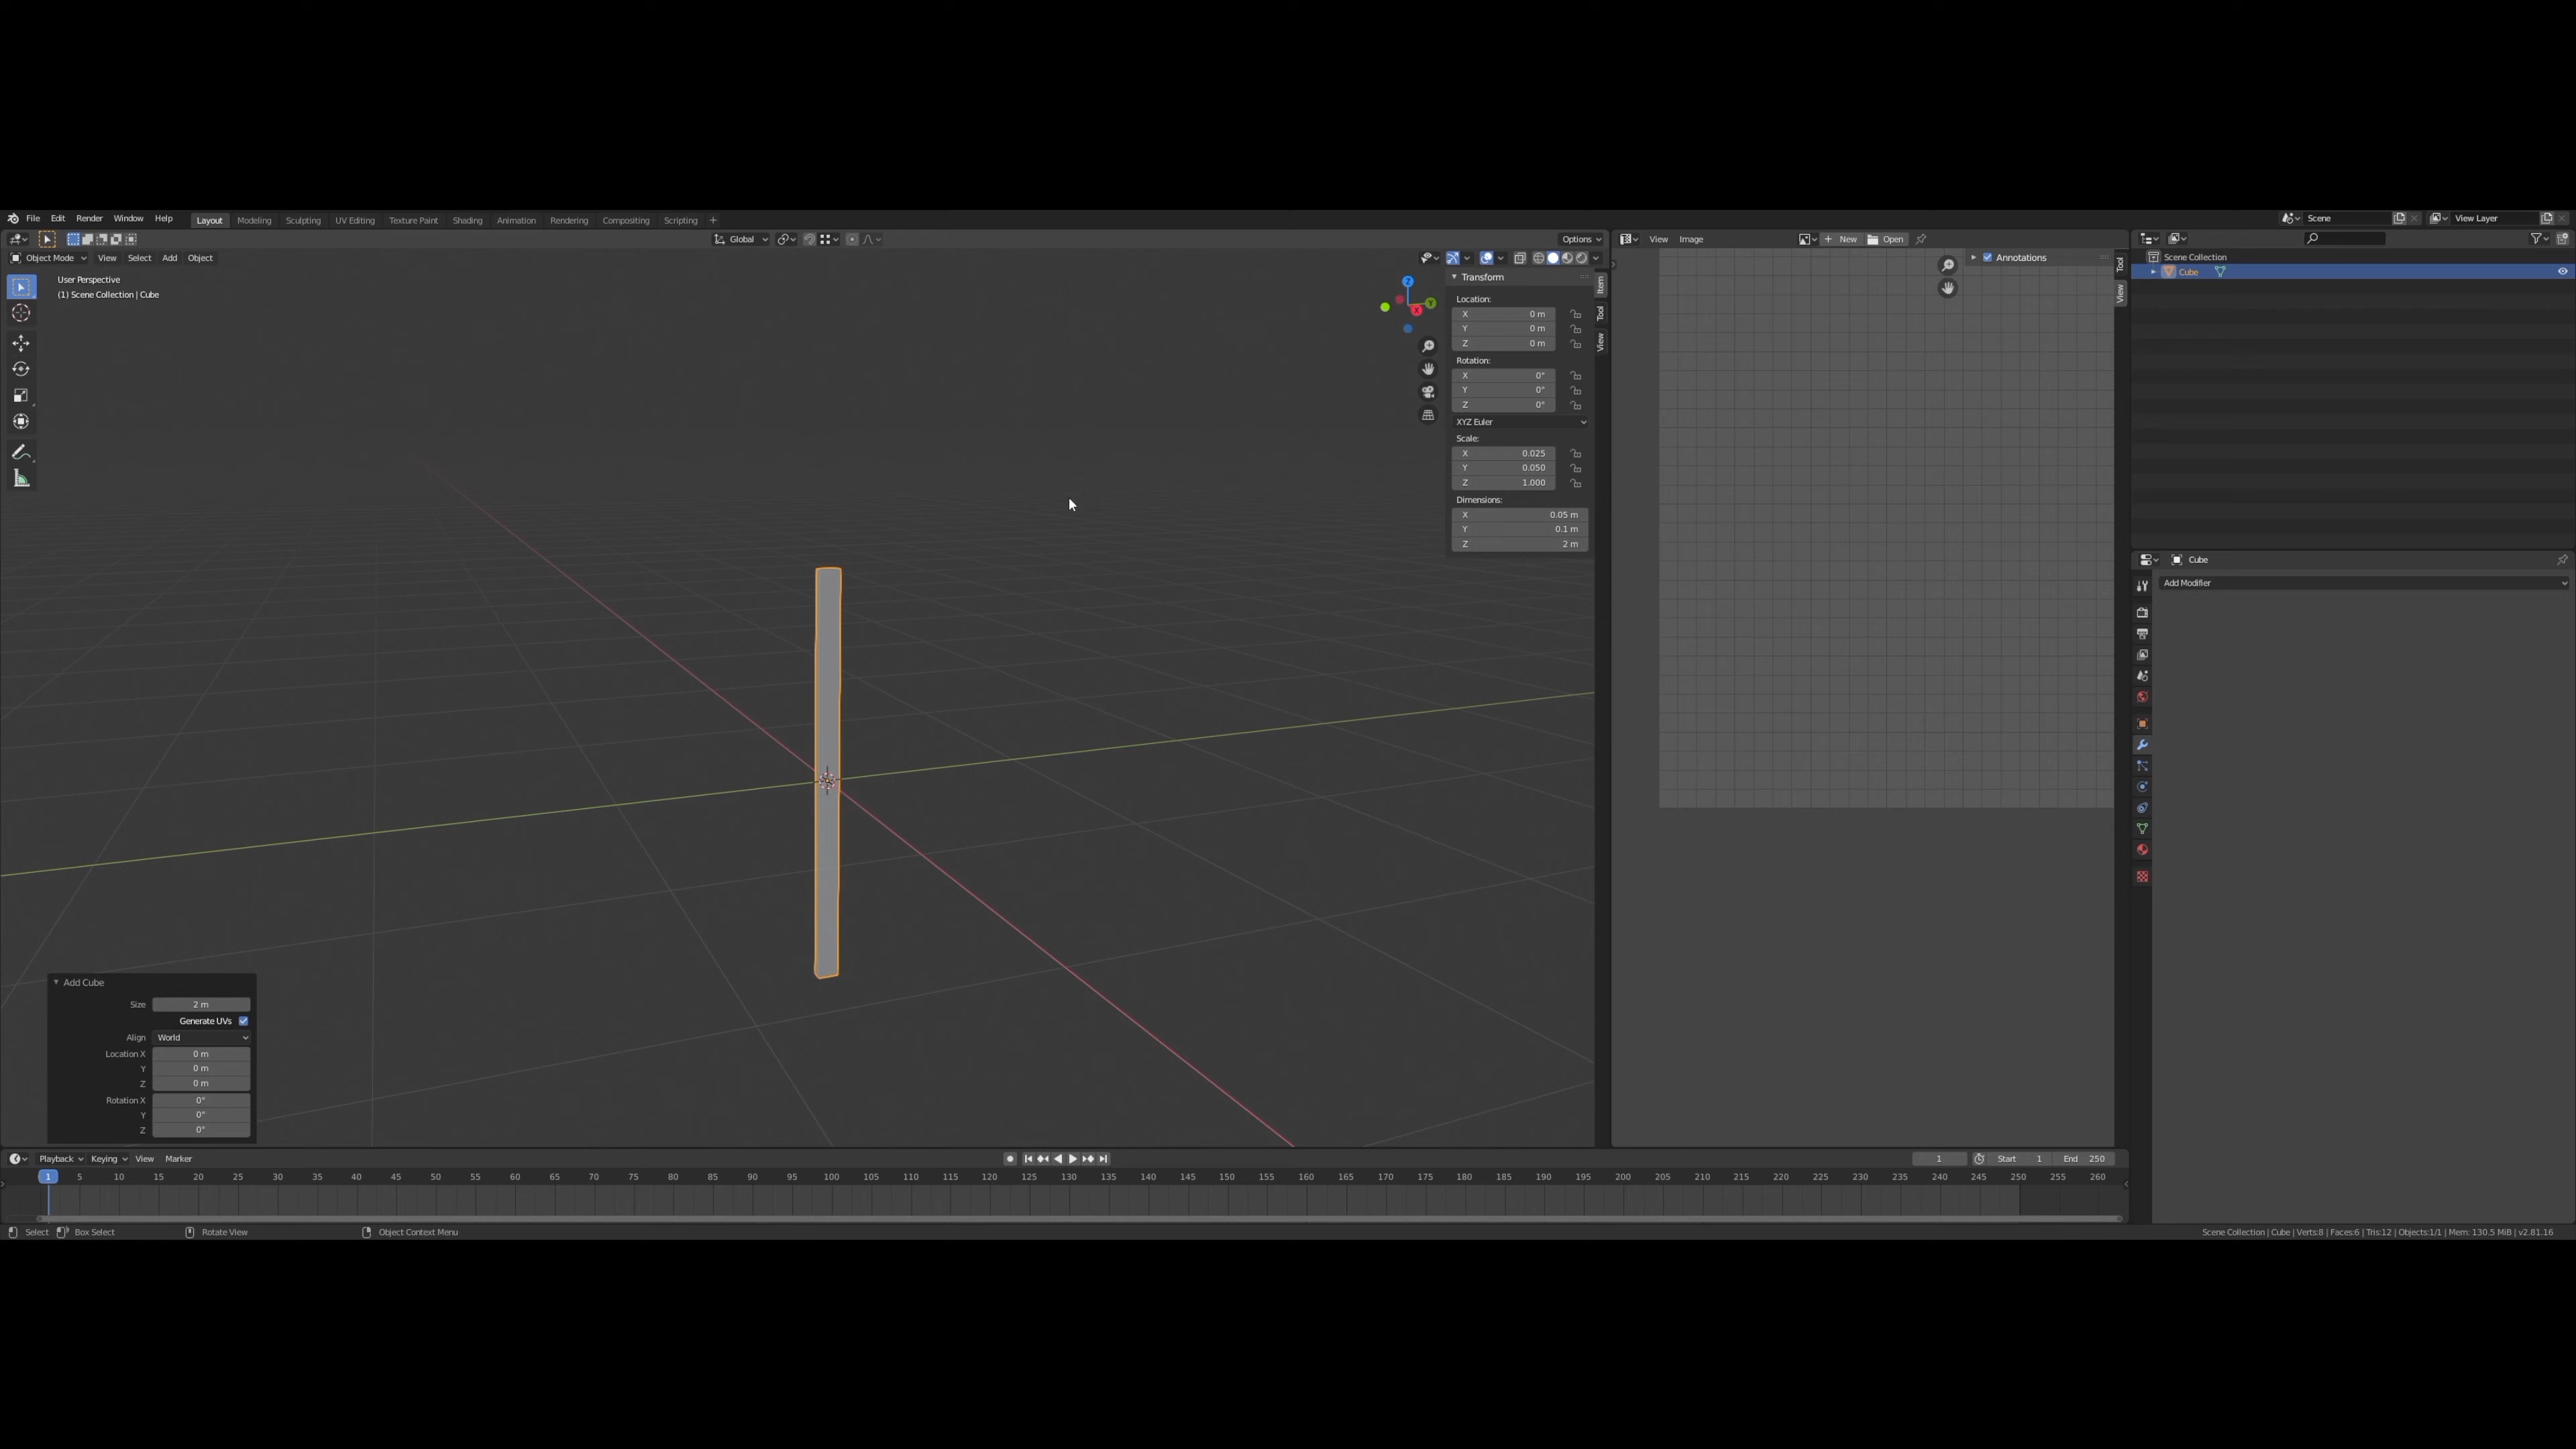 File Edit Render Window Help Layout Modeling Sculpting UV Editing Texture Paint Shading Animation Rendering Compositing Scripting + Scene View Layer
Global Options View Image New Open
Object Mode View Select Add Object Annotations Scene Collection
Cube
User Perspective
(1) Scene Collection | Cube
Z
Y
X
Transform
Location:
X 0 m
Y 0 m
Z 0 m
Rotation:
X 0°
Y 0°
Z 0°
XYZ Euler
Scale:
X 0.025
Y 0.050
Z 1.000
Dimensions:
X 0.05 m
Y 0.1 m
Z 2 m
Item
Tool
View
Tool
View
Cube
Add Modifier
Add Cube
Size 2 m
Generate UVs
Align World
Location X 0 m
Y 0 m
Z 0 m
Rotation X 0°
Y 0°
Z 0°
Playback Keying View Marker 1 Start 1 End 250
1 5 10 15 20 25 30 35 40 45 50 55 60 65 70 75 80 85 90 95 100 105 110 115 120 125 130 135 140 145 150 155 160 165 170 175 180 185 190 195 200 205 210 215 220 225 230 235 240 245 250 255 260
Select Box Select Rotate View Object Context Menu Scene Collection | Cube | Verts:8 | Faces:6 | Tris:12 | Objects:1/1 | Mem: 130.5 MiB | v2.81.16